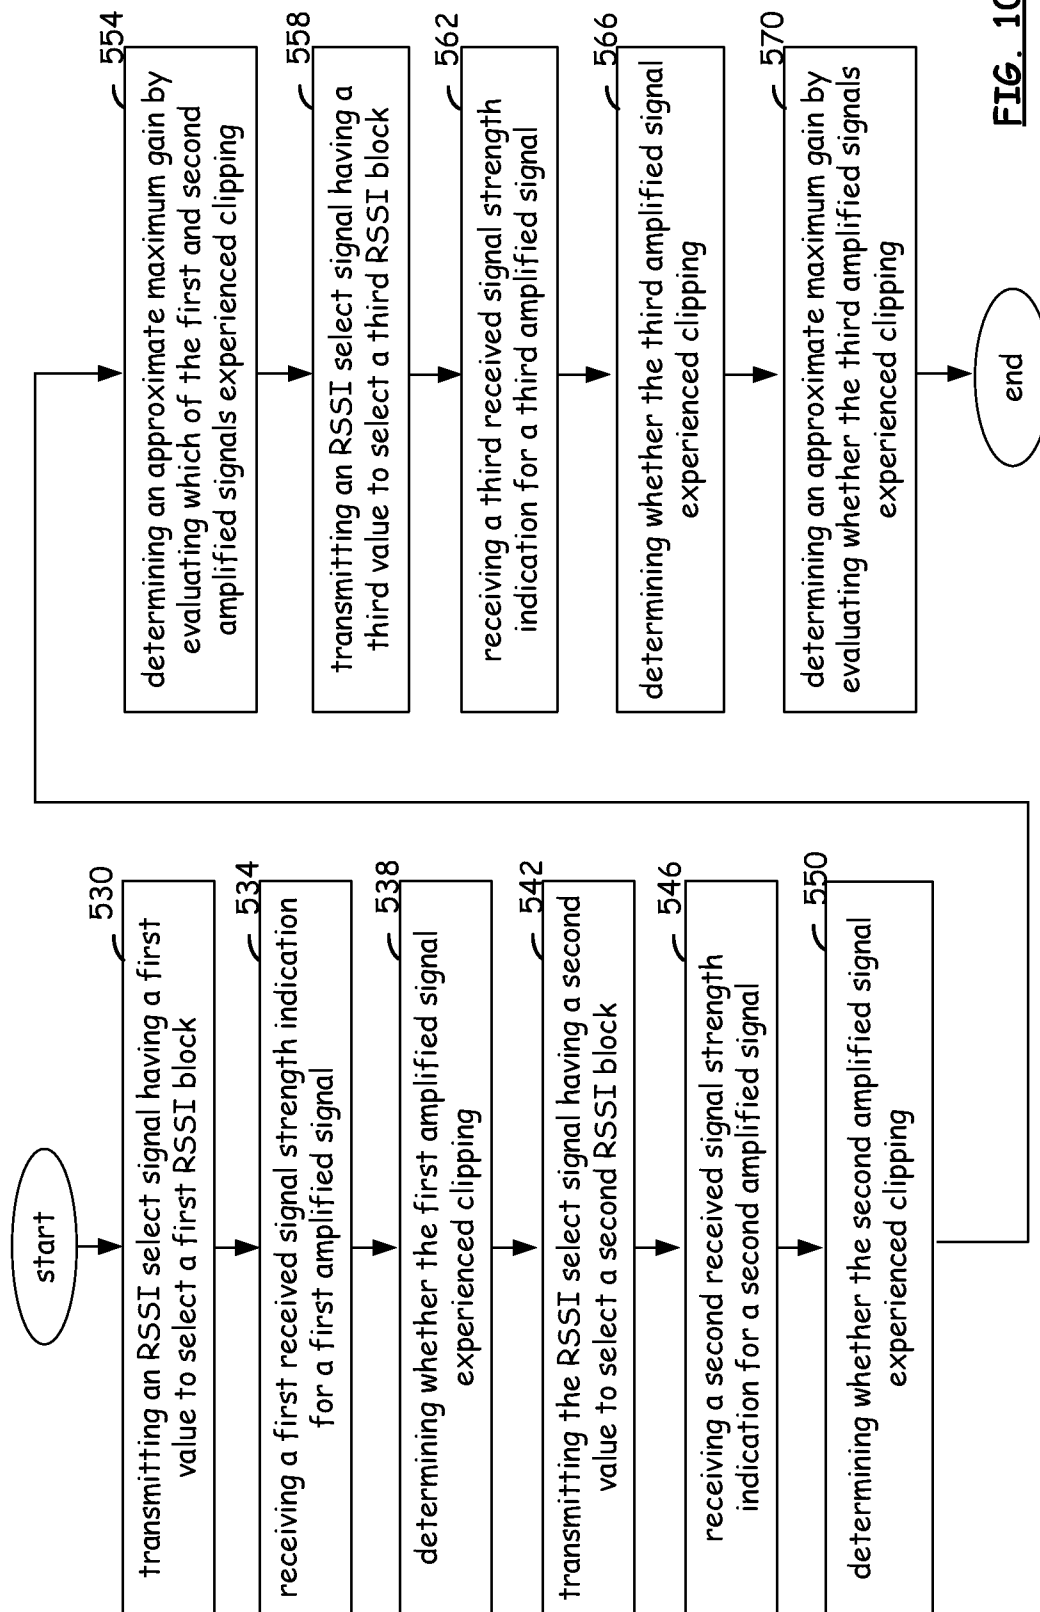 start
530
transmitting an RSSI select signal having a first
value to select a first RSSI block
534
receiving a first received signal strength indication
for a first amplified signal
538
determining whether the first amplified signal
experienced clipping
542
transmitting the RSSI select signal having a second
value to select a second RSSI block
546
receiving a second received signal strength
indication for a second amplified signal
550
determining whether the second amplified signal
experienced clipping
554
determining an approximate maximum gain by
evaluating which of the first and second
amplified signals experienced clipping
558
transmitting an RSSI select signal having a
third value to select a third RSSI block
562
receiving a third received signal strength
indication for a third amplified signal
566
determining whether the third amplified signal
experienced clipping
570
determining an approximate maximum gain by
evaluating whether the third amplified signals
experienced clipping
end
FIG. 10